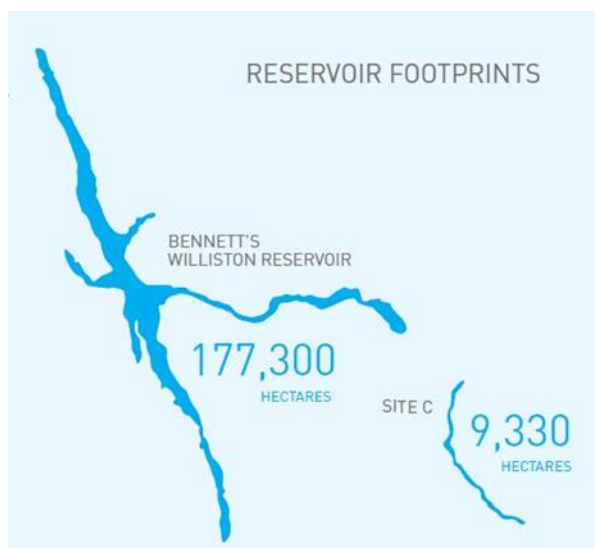 RESERVOIR FOOTPRINTS
BENNETT'S
WILLISTON RESERVOIR
177,300
HECTARES
SITE C
9,330
HECTARES